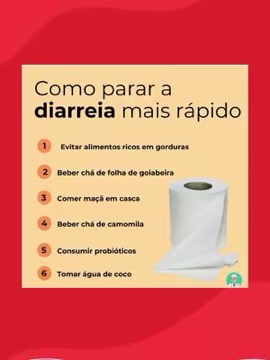 Como parar a
diarreia mais rápido
1 Evitar alimentos ricos em gorduras
2 Beber chá de folha de goiabeira
3 Comer maçã em casca
4 Beber chá de camomila
5 Consumir probióticos
6 Tomar água de coco